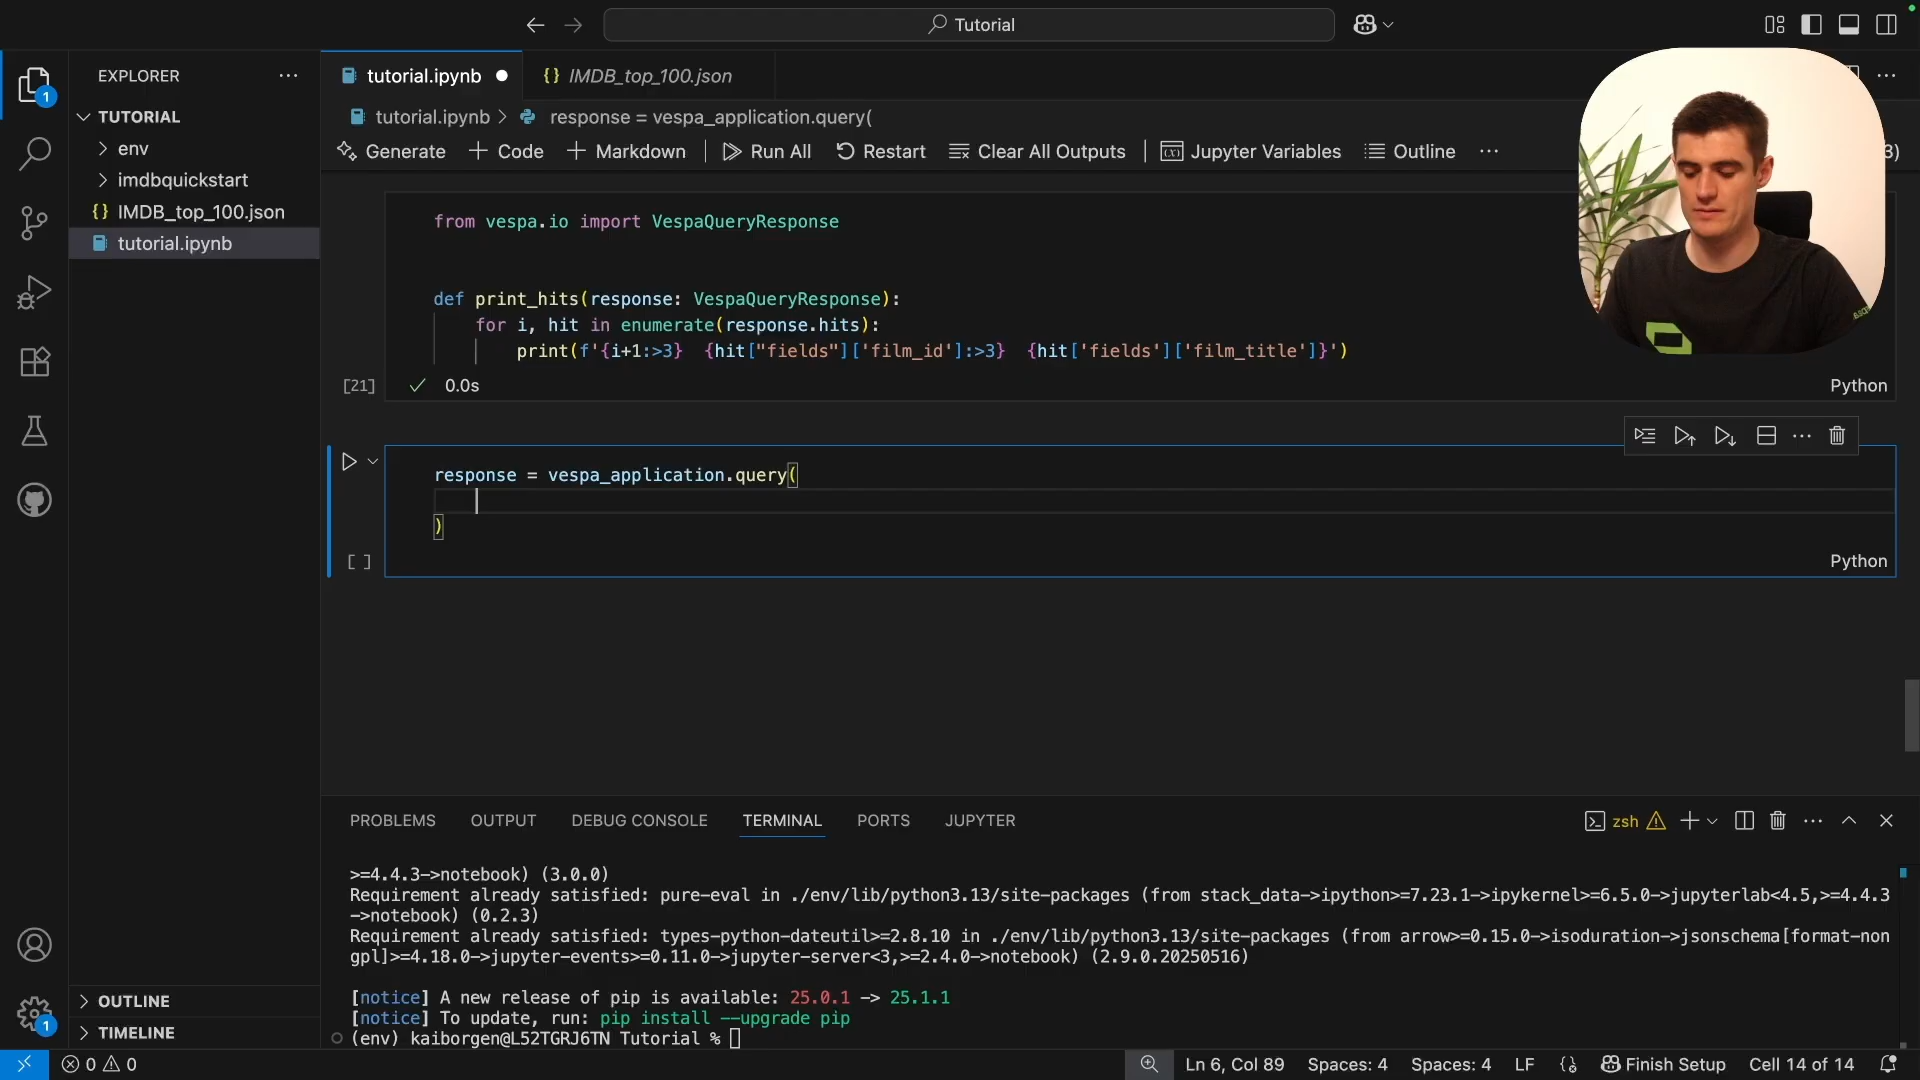 Tutorial
EXPLORER
TUTORIAL
env
imdbquickstart
IMDB_top_100.json
tutorial.ipynb
OUTLINE
TIMELINE
1
1
tutorial.ipynb
IMDB_top_100.json
tutorial.ipynb > response = vespa_application.query(
Generate + Code + Markdown Run All Restart Clear All Outputs Jupyter Variables Outline
3)
from vespa.io import VespaQueryResponse
def print_hits(response: VespaQueryResponse):
for i, hit in enumerate(response.hits):
print(f'{i+1:>3} {hit["fields"]['film_id']:>3} {hit['fields']['film_title']}')
[21] 0.0s Python
response = vespa_application.query(
)
[ ] Python
PROBLEMS OUTPUT DEBUG CONSOLE TERMINAL PORTS JUPYTER
zsh
>=4.4.3->notebook) (3.0.0)
Requirement already satisfied: pure-eval in ./env/lib/python3.13/site-packages (from stack_data->ipython>=7.23.1->ipykernel>=6.5.0->jupyterlab<4.5,>=4.4.3
->notebook) (0.2.3)
Requirement already satisfied: types-python-dateutil>=2.8.10 in ./env/lib/python3.13/site-packages (from arrow>=0.15.0->isoduration->jsonschema[format-non
gpl]>=4.18.0->jupyter-events>=0.11.0->jupyter-server<3,>=2.4.0->notebook) (2.9.0.20250516)
[notice] A new release of pip is available: 25.0.1 -> 25.1.1
[notice] To update, run: pip install --upgrade pip
(env) kaiborgen@L52TGRJ6TN Tutorial %
0 0
Ln 6, Col 89 Spaces: 4 Spaces: 4 LF Finish Setup Cell 14 of 14